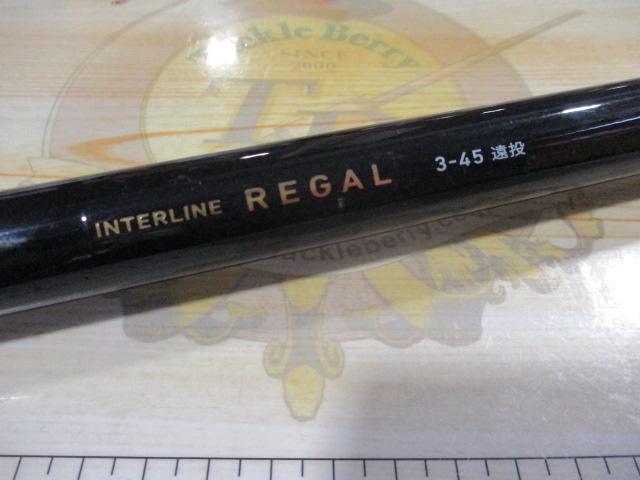 Tackle Berry
SINCE
2000
INTERLINE REGAL 3-45 遠投